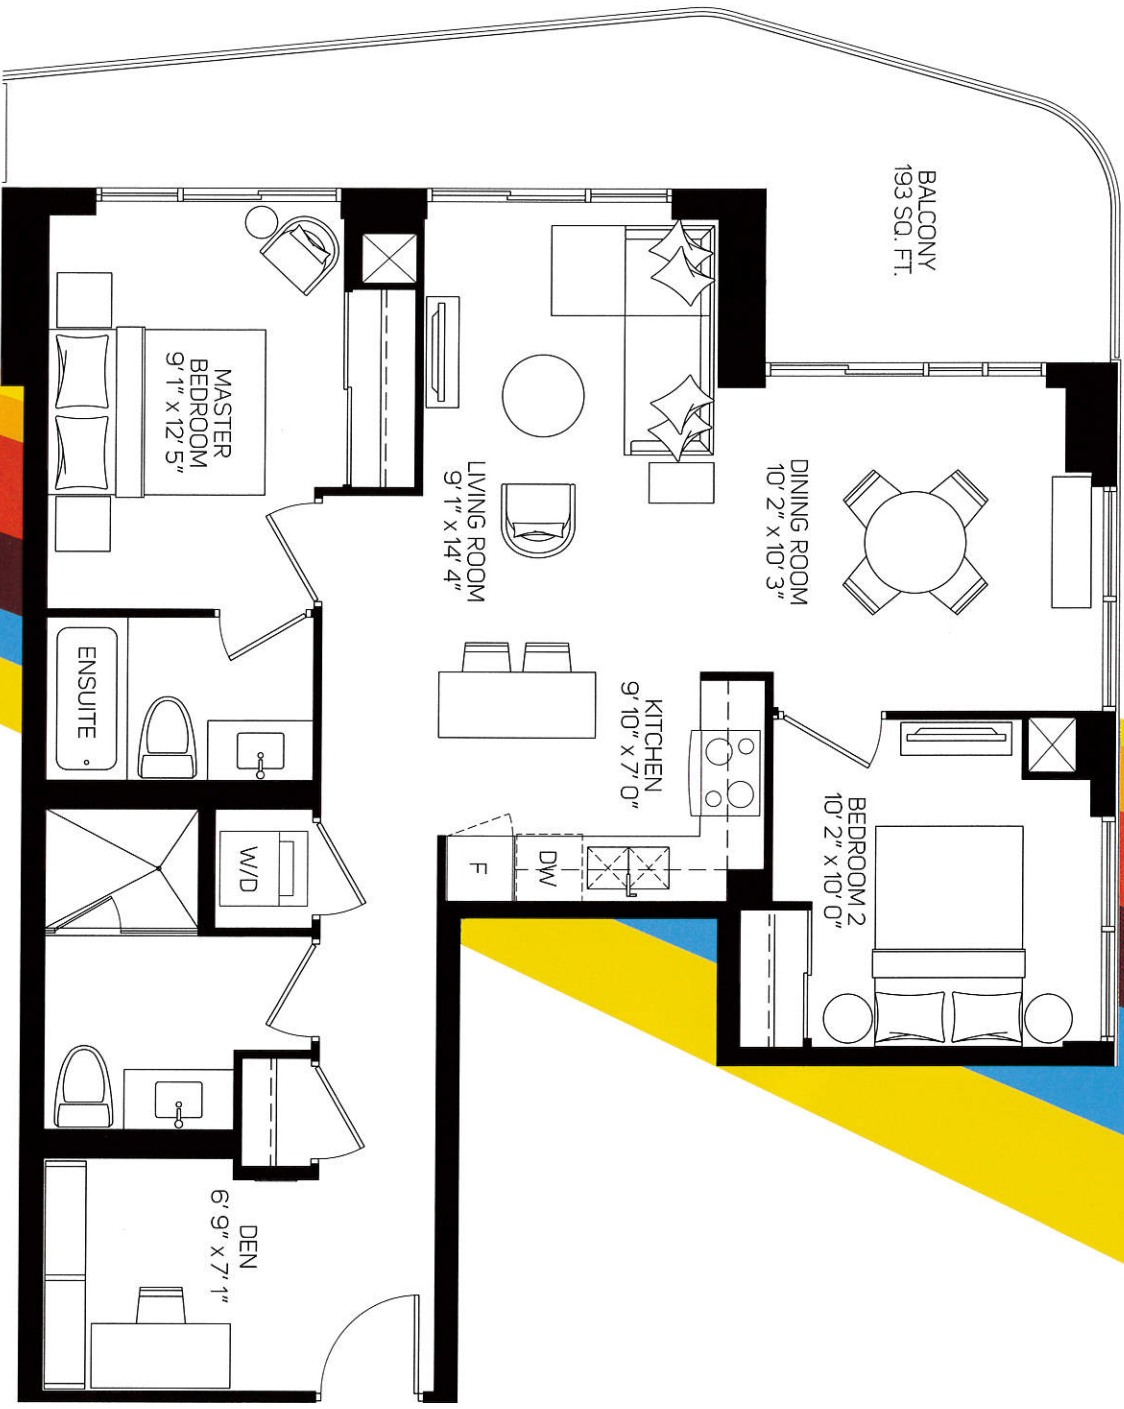 BALCONY
193 SQ. FT.
MASTER
BEDROOM
9' 1" x 12' 5"
LIVING ROOM
9' 1" x 14' 4"
DINING ROOM
10' 2" x 10' 3"
KITCHEN
9' 10" x 7' 0"
BEDROOM 2
10' 2" x 10' 0"
ENSUITE
W/D
F
DW
DEN
6' 9" x 7' 1"